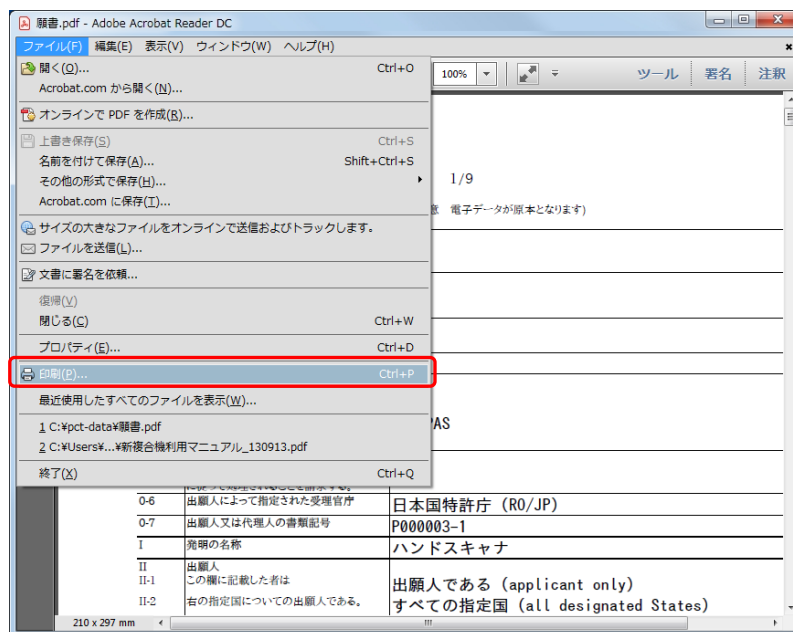 願書.pdf - Adobe Acrobat Reader DC
ファイル(F) 編集(E) 表示(V) ウィンドウ(W) ヘルプ(H)
開く(O)... Ctrl+O
Acrobat.com から開く(N)...
100%
ツール 署名 注釈
オンラインで PDF を作成(R)...
上書き保存(S) Ctrl+S
名前を付けて保存(A)... Shift+Ctrl+S
その他の形式で保存(H)...
Acrobat.com に保存(T)...
1/9
電子データが原本となります)
サイズの大きなファイルをオンラインで送信およびトラックします。
ファイルを送信(L)...
文書に署名を依頼...
復帰(V)
閉じる(C) Ctrl+W
プロパティ(E)... Ctrl+D
印刷(P)... Ctrl+P
最近使用したすべてのファイルを表示(W)...
1 C:¥pct-data¥願書.pdf
PAS
2 C:¥Users¥...¥新複合機利用マニュアル_130913.pdf
終了(X) Ctrl+Q
0-6 出願人によって指定された受理官庁 日本国特許庁 (RO/JP)
0-7 出願人又は代理人の書類記号 P000003-1
I 発明の名称 ハンドスキャナ
II 出願人
II-1 この欄に記載した者は 出願人である (applicant only)
II-2 右の指定国についての出願人である。 すべての指定国 (all designated States)
210 x 297 mm